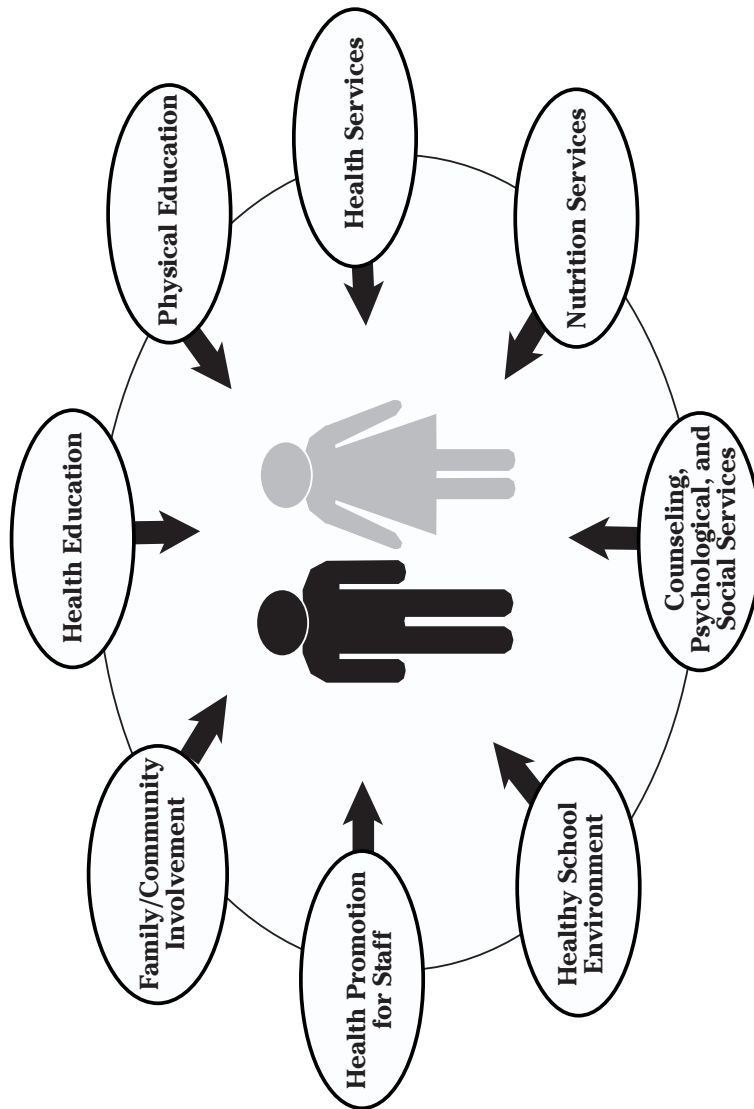 Health Education
Physical Education
Health Services
Nutrition Services
Counseling,
Psychological, and
Social Services
Healthy School
Environment
Health Promotion
for Staff
Family/Community
Involvement